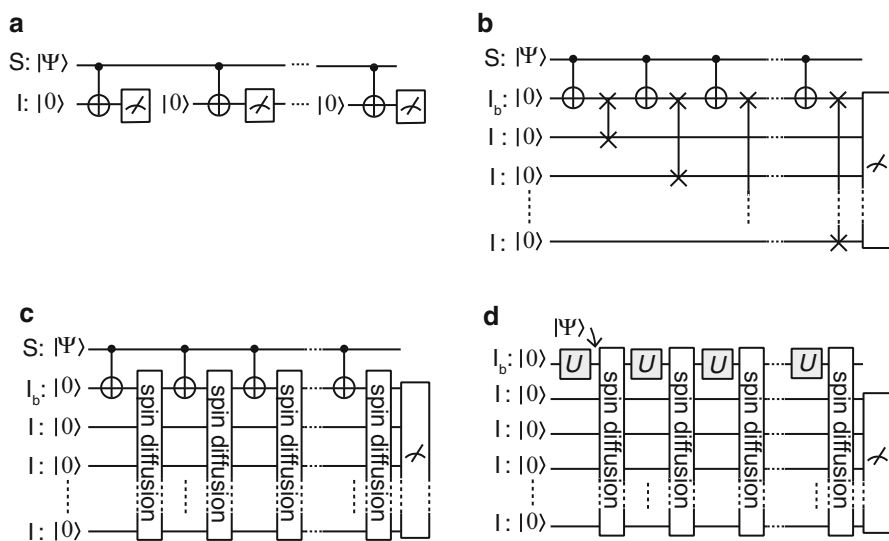 a
S: |Ψ⟩
I: |0⟩ |0⟩ |0⟩
b
S: |Ψ⟩
I_b: |0⟩
I: |0⟩
I: |0⟩
I: |0⟩
c
S: |Ψ⟩
I_b: |0⟩
I: |0⟩
I: |0⟩
I: |0⟩
spin diffusion
spin diffusion
spin diffusion
spin diffusion
d
|Ψ⟩
I_b: |0⟩ U U U U
I: |0⟩
I: |0⟩
I: |0⟩
I: |0⟩
spin diffusion
spin diffusion
spin diffusion
spin diffusion